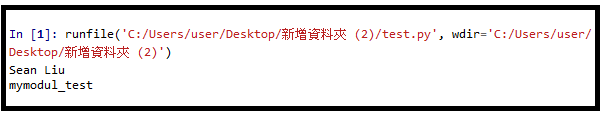 In [1]: runfile('C:/Users/user/Desktop/新增資料夾 (2)/test.py', wdir='C:/Users/user/
Desktop/新增資料夾 (2)')
Sean Liu
mymodul_test